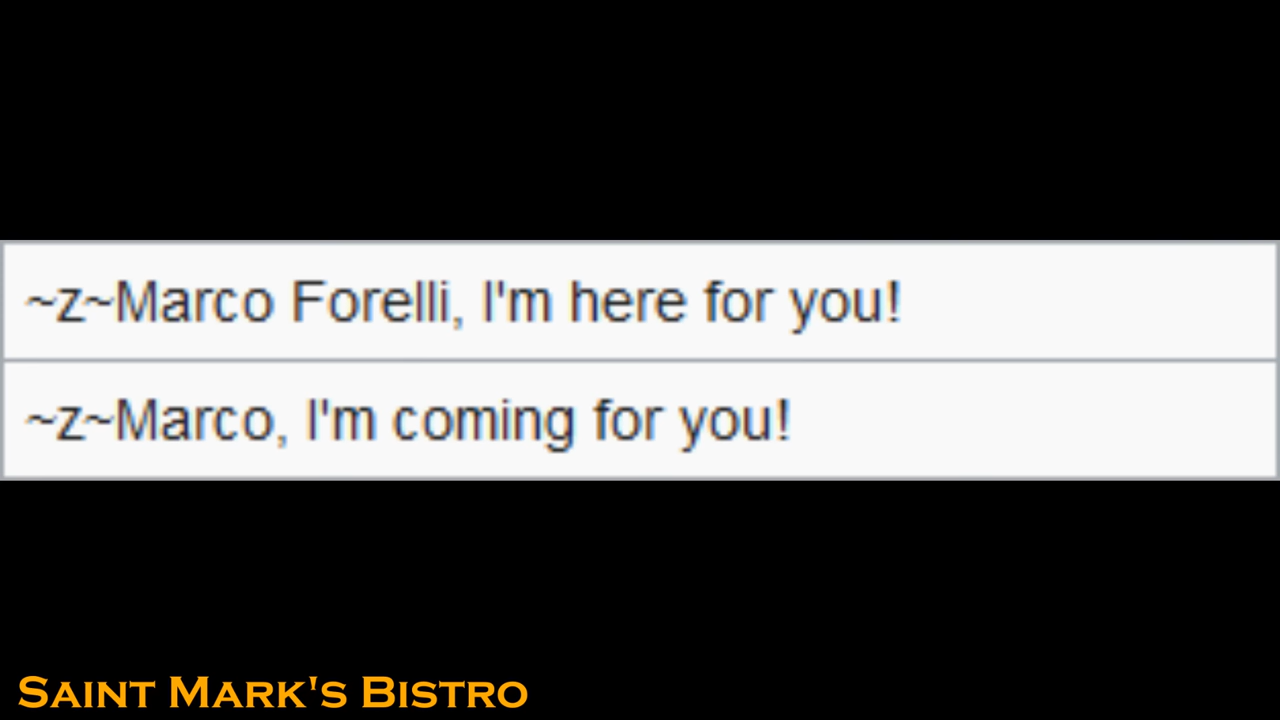 ~z~Marco Forelli, I'm here for you!
~z~Marco, I'm coming for you!
Saint Mark's Bistro